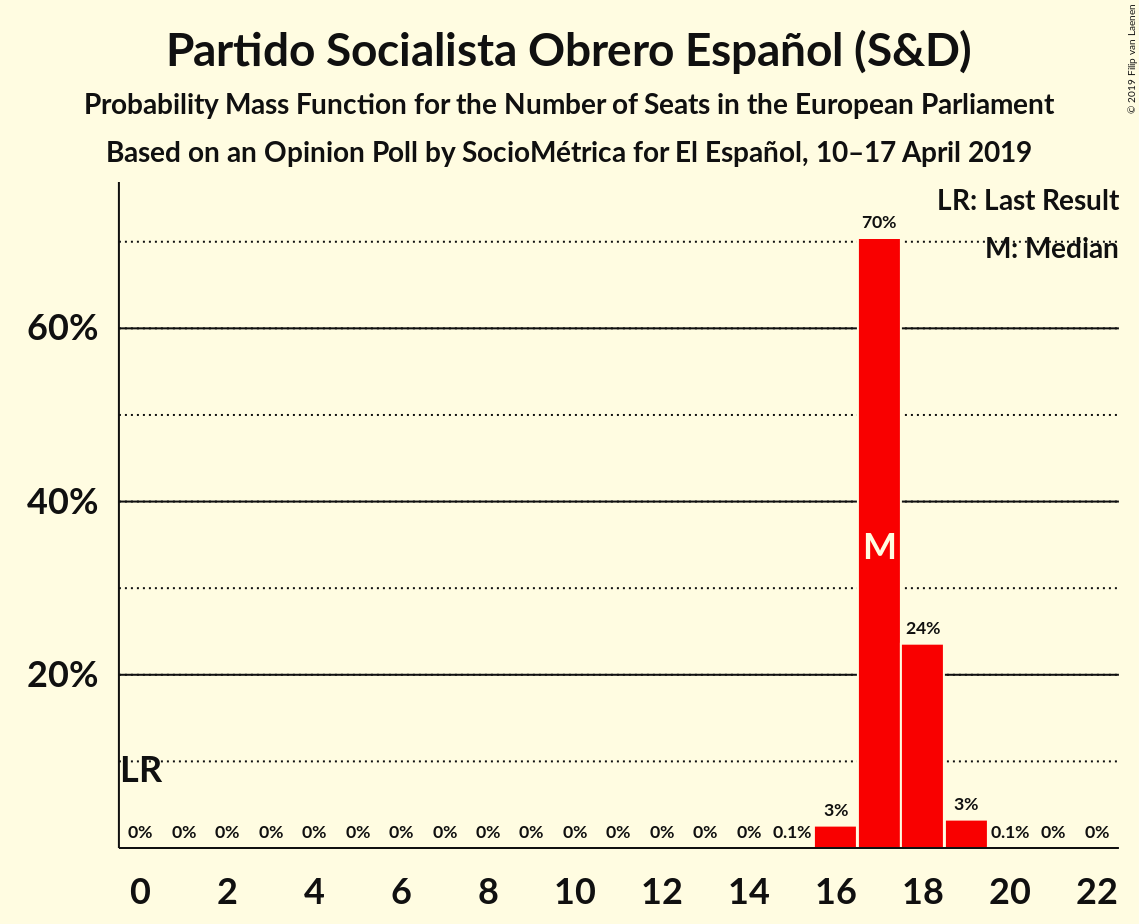 Partido Socialista Obrero Español (S&D)
Probability Mass Function for the Number of Seats in the European Parliament
Based on an Opinion Poll by SocioMétrica for El Español, 10–17 April 2019
© 2019 Filip van Laenen
LR: Last Result
M: Median
70%
60%
40%
M
24%
20%
LR
3%
3%
0% 0% 0% 0% 0% 0% 0% 0% 0% 0% 0% 0% 0% 0% 0% 0.1% 0.1% 0% 0%
0 2 4 6 8 10 12 14 16 18 20 22